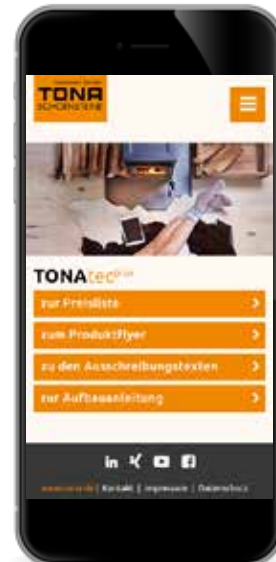 TONA
SCHORNSTEINE
TONAtec
zur Preisliste
zum Produktflyer
zu den Ausschreibungstexten
zur Aufbauanleitung
| Kontakt | Impressum | Datenschutz